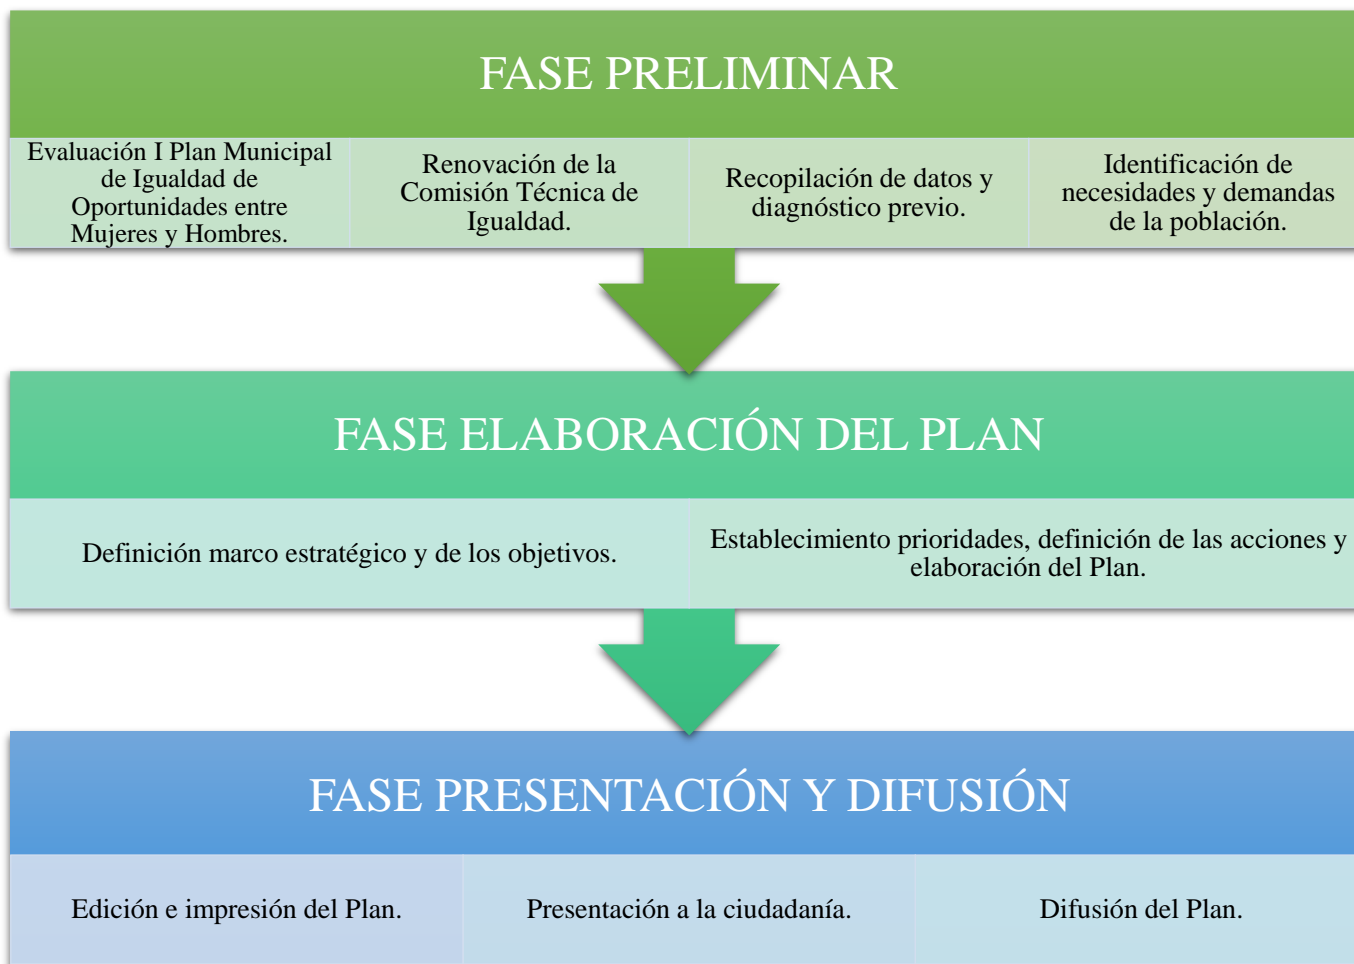 FASE PRELIMINAR
Evaluación I Plan Municipal
de Igualdad de
Oportunidades entre
Mujeres y Hombres.
Renovación de la
Comisión Técnica de
Igualdad.
Recopilación de datos y
diagnóstico previo.
Identificación de
necesidades y demandas
de la población.
FASE ELABORACIÓN DEL PLAN
Definición marco estratégico y de los objetivos.
Establecimiento prioridades, definición de las acciones y
elaboración del Plan.
FASE PRESENTACIÓN Y DIFUSIÓN
Edición e impresión del Plan.
Presentación a la ciudadanía.
Difusión del Plan.